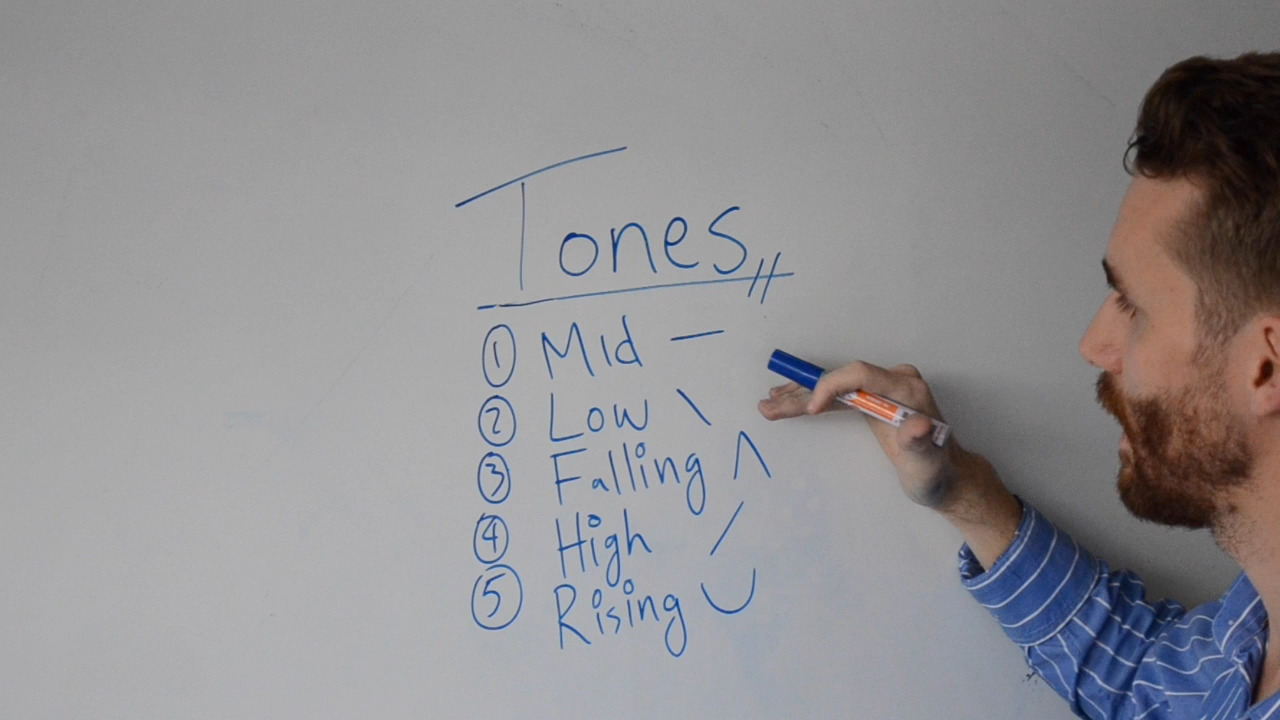 Tones
① Mid —
② Low \
③ Falling ∧
④ High /
⑤ Rising ∪